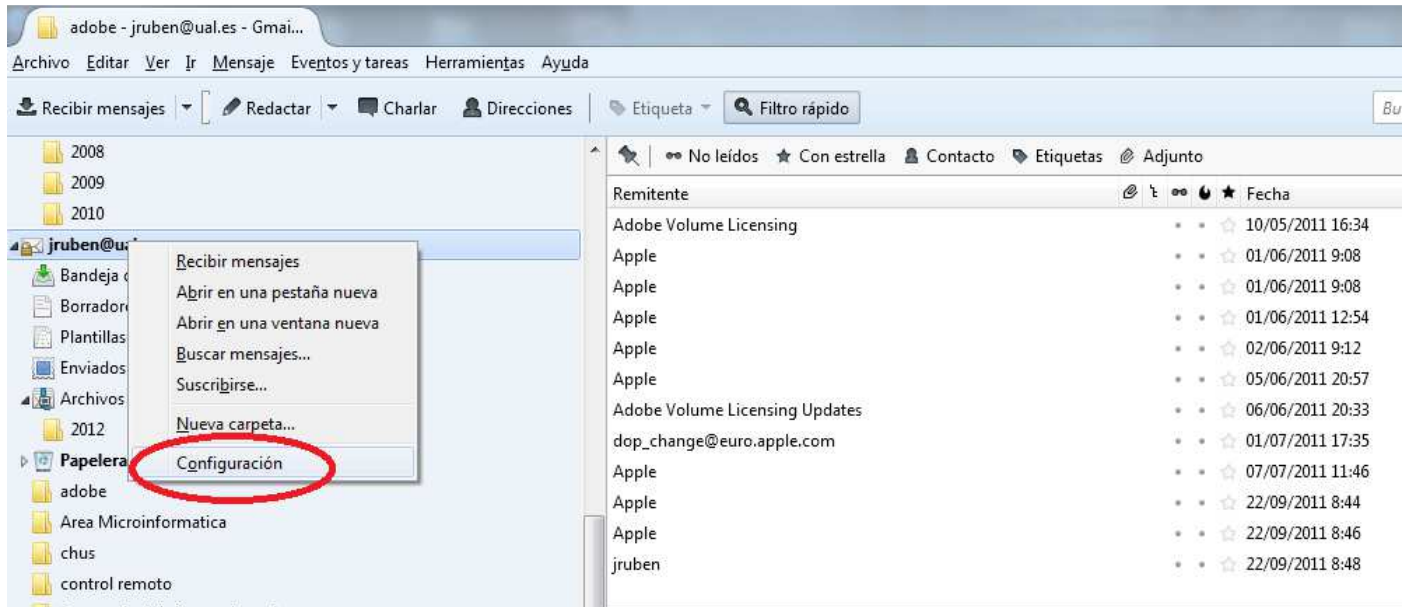 adobe - jruben@ual.es - Gmai...
Archivo Editar Ver Ir Mensaje Eventos y tareas Herramientas Ayuda
Recibir mensajes Redactar Charlar Direcciones Etiqueta Filtro rápido Bu
2008
2009
2010
jruben@ua
Recibir mensajes
Abrir en una pestaña nueva
Abrir en una ventana nueva
Buscar mensajes...
Suscribirse...
Nueva carpeta...
Configuración
Bandeja
Borradore
Plantillas
Enviados
Archivos
2012
Papelera
adobe
Area Microinformatica
chus
control remoto
No leídos Con estrella Contacto Etiquetas Adjunto
Remitente Fecha
Adobe Volume Licensing 10/05/2011 16:34
Apple 01/06/2011 9:08
Apple 01/06/2011 9:08
Apple 01/06/2011 12:54
Apple 02/06/2011 9:12
Apple 05/06/2011 20:57
Adobe Volume Licensing Updates 06/06/2011 20:33
dop_change@euro.apple.com 01/07/2011 17:35
Apple 07/07/2011 11:46
Apple 22/09/2011 8:44
Apple 22/09/2011 8:46
jruben 22/09/2011 8:48